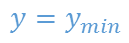 y = y_min